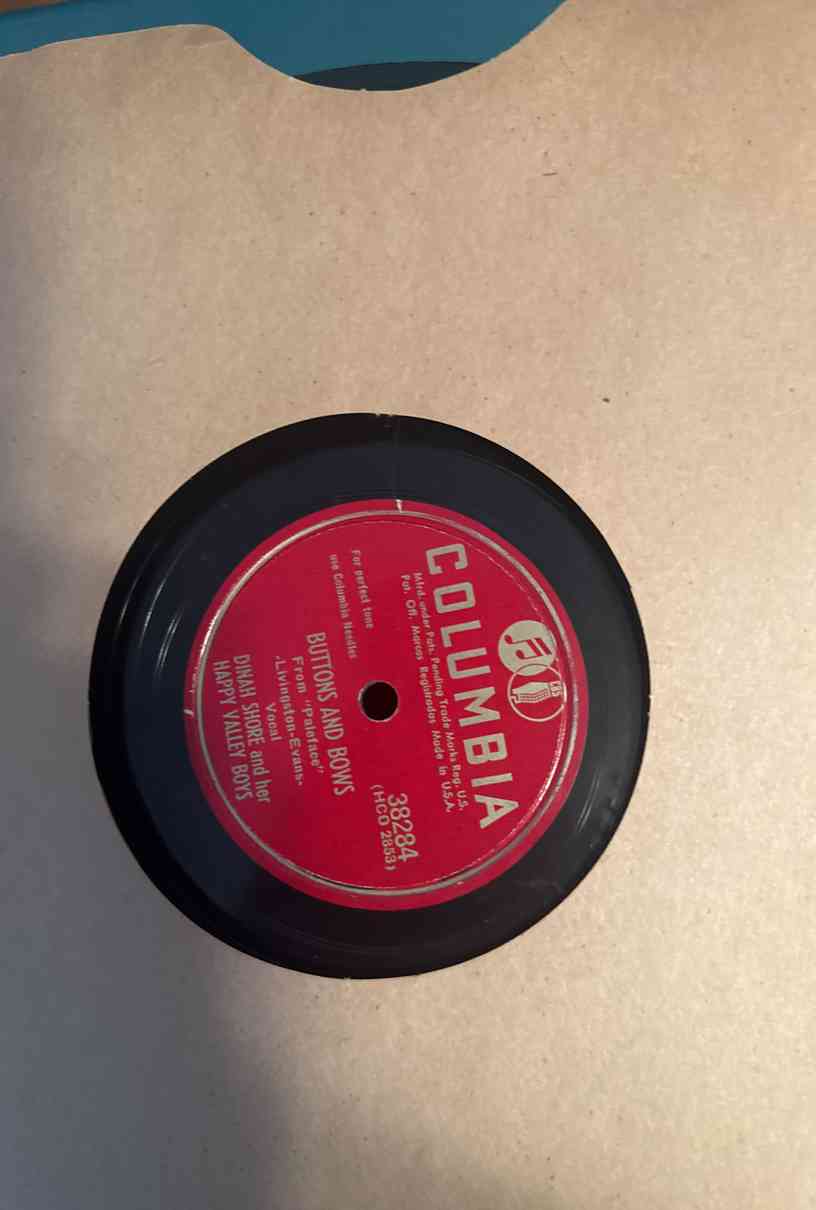 CBS
COLUMBIA
Mfrd. under Pats. Pending Trade Marks Reg. U.S.
Pat. Off. Marcas Registradas Made in U.S.A.
For perfect tone
use Columbia Needles
38284
(HCO 2853)
BUTTONS AND BOWS
From "Paleface"
-Livingston-Evans-
Vocal
DINAH SHORE and her
HAPPY VALLEY BOYS